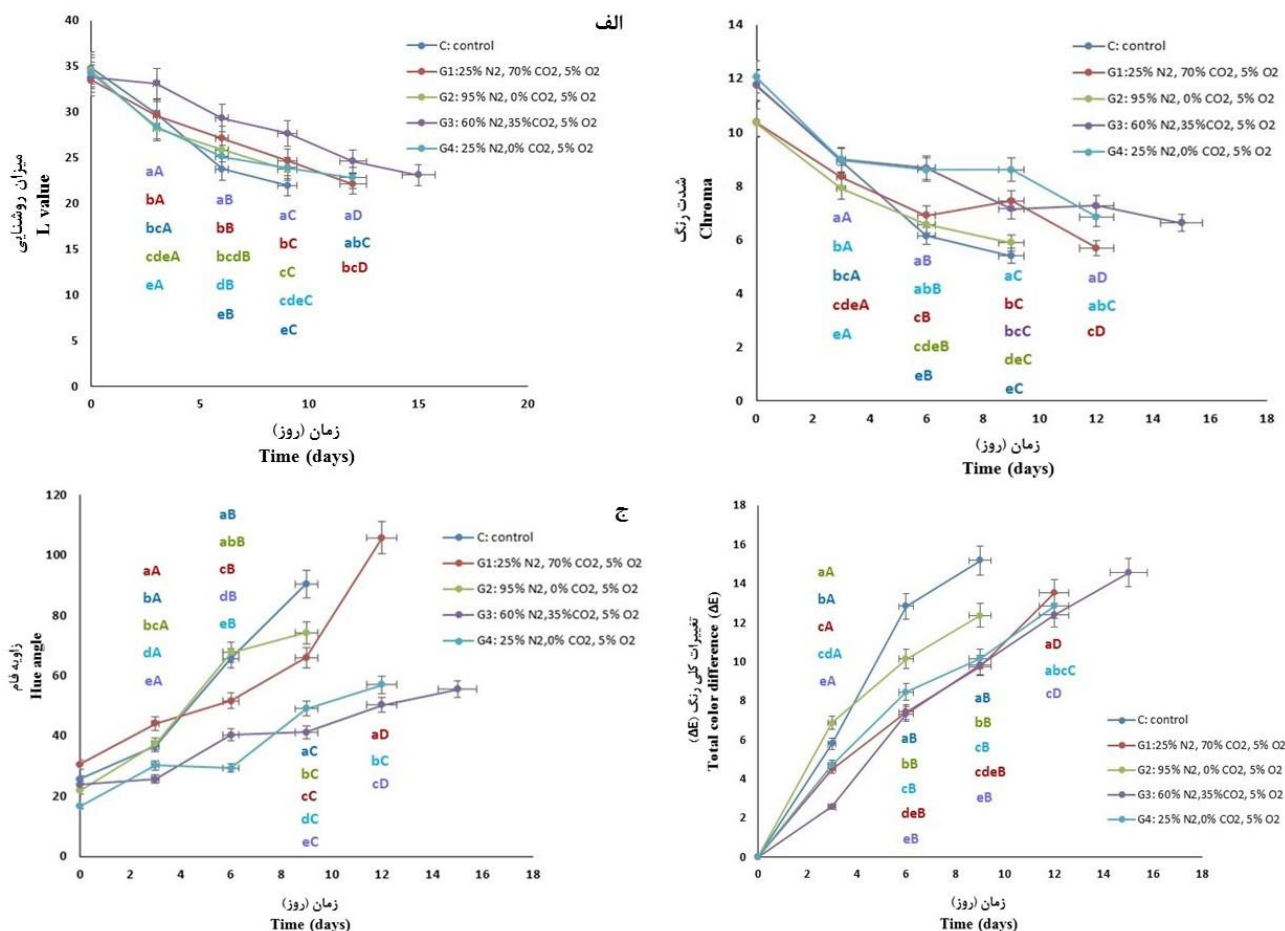 الف
40
35
30
25
20
15
10
5
0
میزان روشنایی
L value
C: control
G1:25% N2, 70% CO2, 5% O2
G2: 95% N2, 0% CO2, 5% O2
G3: 60% N2,35%CO2, 5% O2
G4: 25% N2,0% CO2, 5% O2
aA
bA
bcA
cdeA
eA
aB
bB
bcdB
dB
eB
aC
bC
cC
cdeC
eC
aD
abC
bcD
0 5 10 15 20
زمان (روز)
Time (days)
14
12
10
8
6
4
2
0
شدت رنگ
Chroma
C: control
G1:25% N2, 70% CO2, 5% O2
G2: 95% N2, 0% CO2, 5% O2
G3: 60% N2,35%CO2, 5% O2
G4: 25% N2,0% CO2, 5% O2
aA
bA
bcA
cdeA
eA
aB
abB
cB
cdeB
eB
aC
bC
bcC
deC
eC
aD
abC
cD
0 2 4 6 8 10 12 14 16 18
زمان (روز)
Time (days)
ج
120
100
80
60
40
20
0
زاویه فام
Hue angle
C: control
G1:25% N2, 70% CO2, 5% O2
G2: 95% N2, 0% CO2, 5% O2
G3: 60% N2,35%CO2, 5% O2
G4: 25% N2,0% CO2, 5% O2
aA
bA
bcA
dA
eA
aB
abB
cB
dB
eB
aC
bC
cC
dC
eC
aD
bC
cD
0 2 4 6 8 10 12 14 16 18
زمان (روز)
Time (days)
18
16
14
12
10
8
6
4
2
0
تغییرات کلی رنگ (ΔE)
Total color difference (ΔE)
aA
bA
cA
cdA
eA
aB
bB
cB
deB
eB
aB
bB
cB
cdeB
eB
aD
abcC
cD
C: control
G1:25% N2, 70% CO2, 5% O2
G2: 95% N2, 0% CO2, 5% O2
G3: 60% N2,35%CO2, 5% O2
G4: 25% N2,0% CO2, 5% O2
0 2 4 6 8 10 12 14 16 18
زمان (روز)
Time (days)